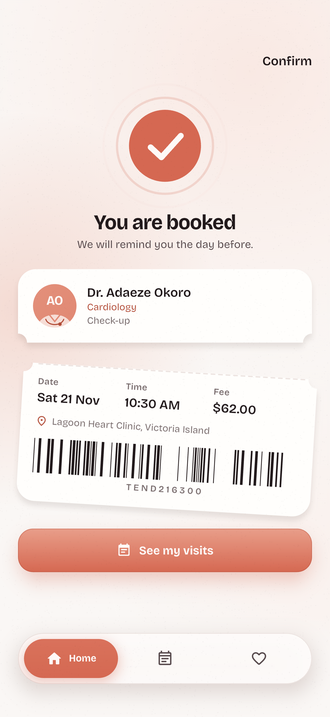 Confirm
You are booked
We will remind you the day before.
AO
Dr. Adaeze Okoro
Cardiology
Check-up
Date Time Fee
Sat 21 Nov 10:30 AM $62.00
Lagoon Heart Clinic, Victoria Island
TEND216300
See my visits
Home